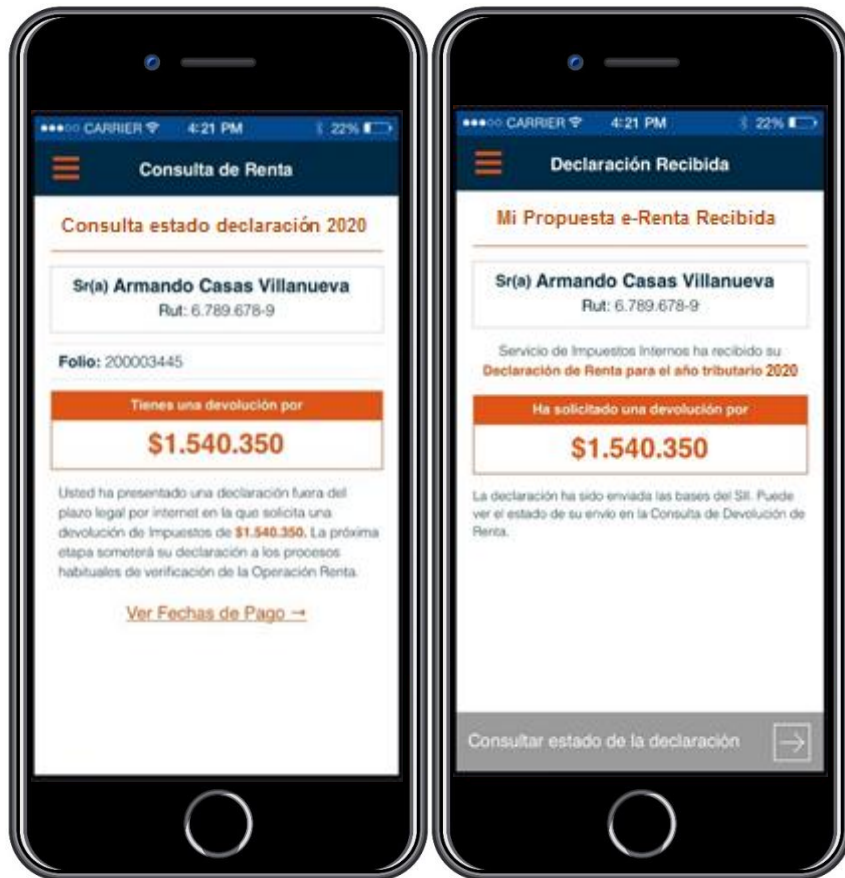 CARRIER 4:21 PM 22%
Consulta de Renta
Consulta estado declaración 2020
Sr(a) Armando Casas Villanueva
Rut: 6.789.678-9
Folio: 200003445
Tienes una devolución por
$1.540.350
Usted ha presentado una declaración fuera del
plazo legal por internet en la que solicita una
devolución de Impuestos de $1.540.350. La próxima
etapa someterá su declaración a los procesos
habituales de verificación de la Operación Renta.
Ver Fechas de Pago →
CARRIER 4:21 PM 22%
Declaración Recibida
Mi Propuesta e-Renta Recibida
Sr(a) Armando Casas Villanueva
Rut: 6.789.678-9
Servicio de Impuestos Internos ha recibido su
Declaración de Renta para el año tributario 2020
Ha solicitado una devolución por
$1.540.350
La declaración ha sido enviada las bases del SII. Puede
ver el estado de su envio en la Consulta de Devolución de
Renta.
Consultar estado de la declaración →